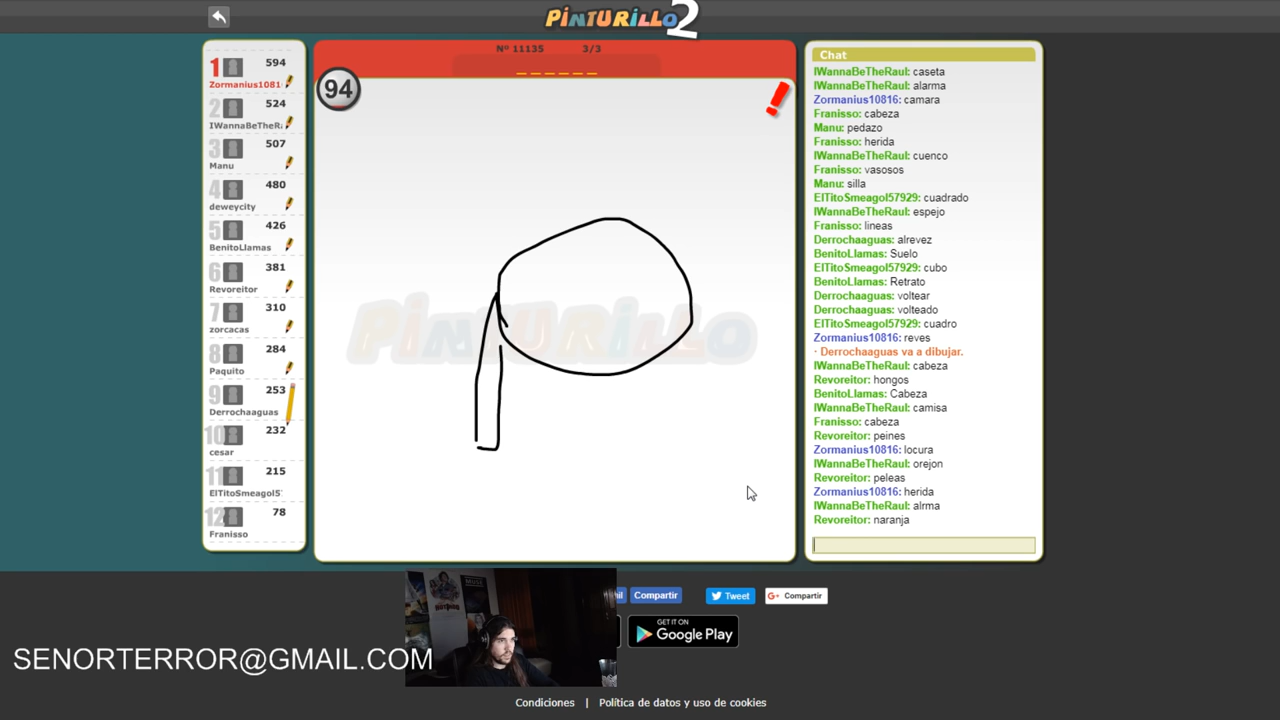 PINTURILLO 2
Nº 11135 3/3
_ _ _ _ _ _
94
1 594
Zormanius1081
2 524
IWannaBeTheRa
3 507
Manu
4 480
deweycity
5 426
BenitoLlamas
6 381
Revoreitor
7 310
zorcacas
8 284
Paquito
9 253
Derrochaaguas
10 232
cesar
11 215
ElTitoSmeagol5
12 78
Franisso
PINTURILLO
Chat
IWannaBeTheRaul: caseta
IWannaBeTheRaul: alarma
Zormanius10816: camara
Franisso: cabeza
Manu: pedazo
Franisso: herida
IWannaBeTheRaul: cuenco
Franisso: vasosos
Manu: silla
ElTitoSmeagol57929: cuadrado
IWannaBeTheRaul: espejo
Franisso: lineas
Derrochaaguas: alrevez
BenitoLlamas: Suelo
ElTitoSmeagol57929: cubo
BenitoLlamas: Retrato
Derrochaaguas: voltear
Derrochaaguas: volteado
ElTitoSmeagol57929: cuadro
Zormanius10816: reves
· Derrochaaguas va a dibujar.
IWannaBeTheRaul: cabeza
Revoreitor: hongos
BenitoLlamas: Cabeza
IWannaBeTheRaul: camisa
Franisso: cabeza
Revoreitor: peines
Zormanius10816: locura
IWannaBeTheRaul: orejon
Revoreitor: peleas
Zormanius10816: herida
IWannaBeTheRaul: alrma
Revoreitor: naranja
Compartir Tweet G+ Compartir
GET IT ON
Google Play
SENORTERROR@GMAIL.COM
Condiciones | Política de datos y uso de cookies